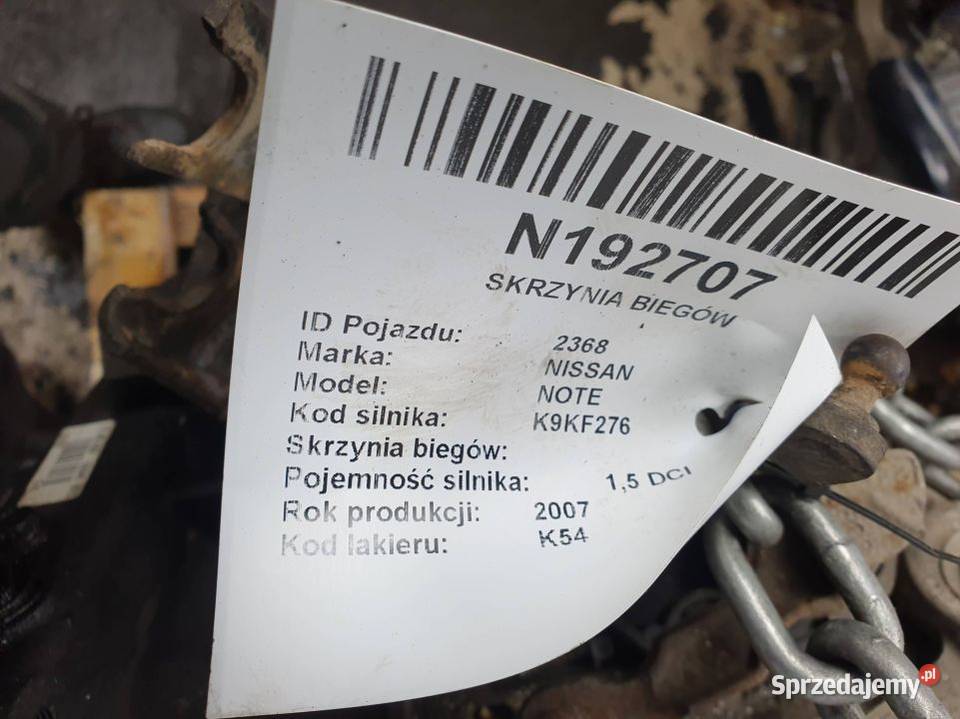 N192707
SKRZYNIA BIEGÓW
ID Pojazdu: 2368
Marka: NISSAN
Model: NOTE
Kod silnika: K9KF276
Skrzynia biegów:
Pojemność silnika: 1,5 DCI
Rok produkcji: 2007
Kod lakieru: K54
Sprzedajemy.pl